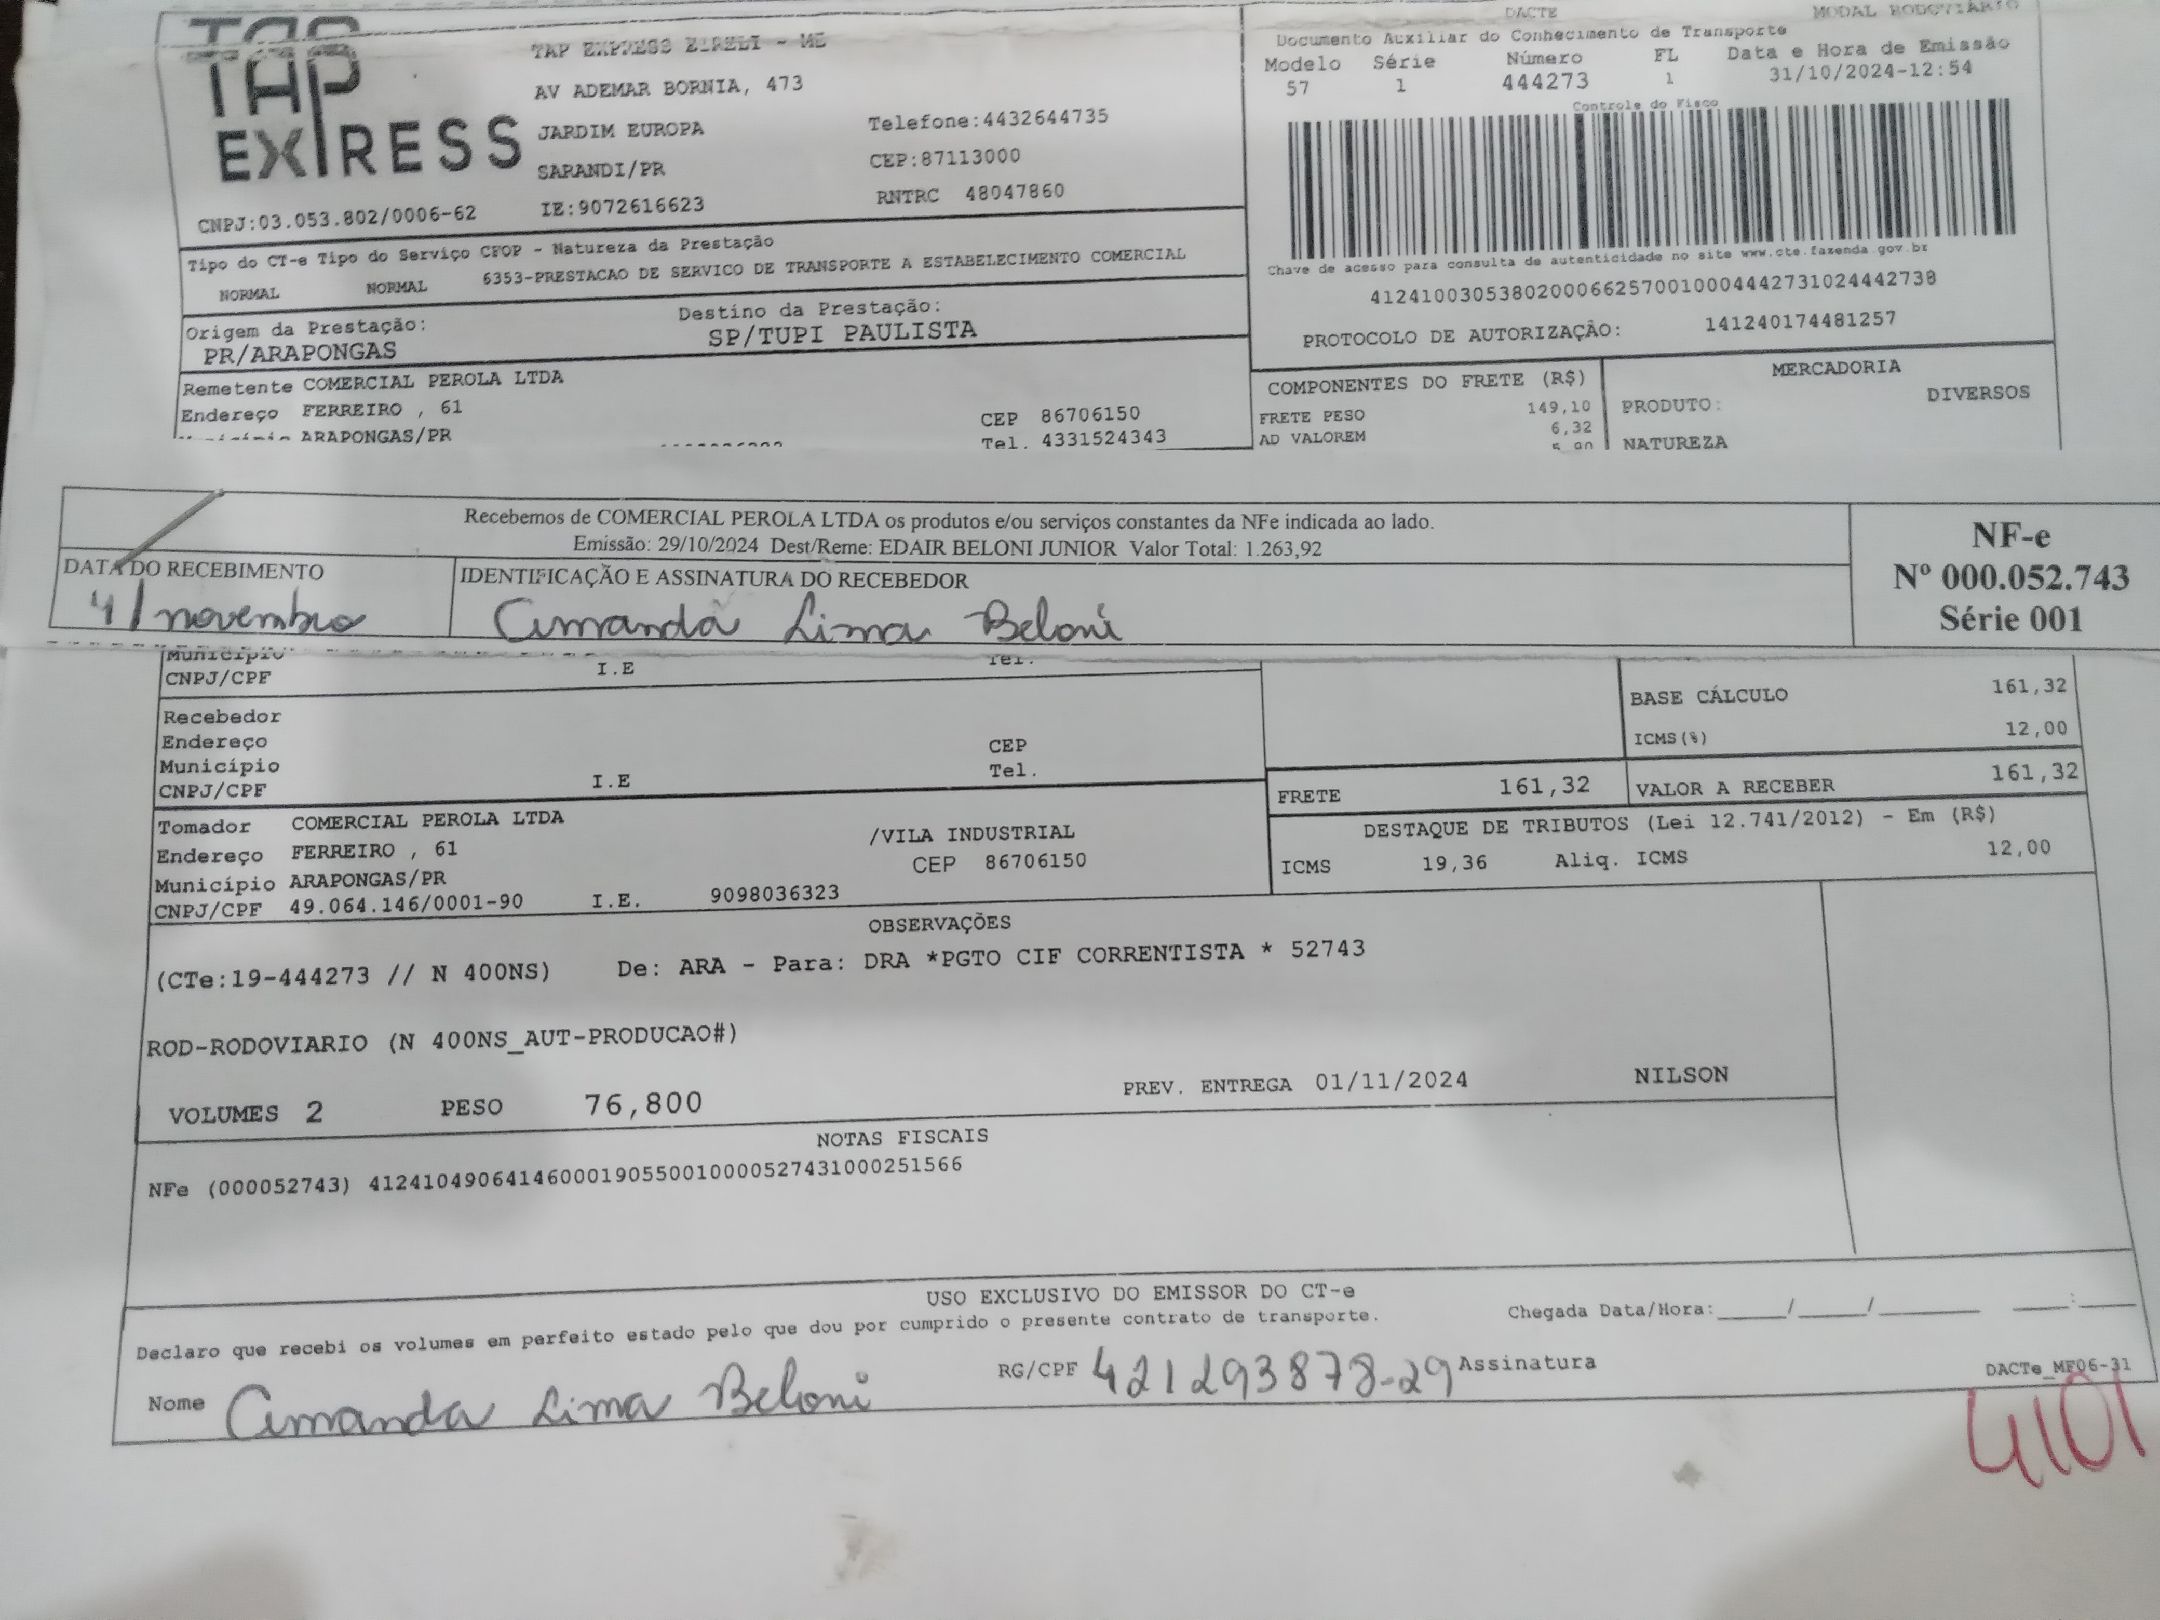 TAP
EXPRESS
TAP EXPRESS EIRELI - ME
AV ADEMAR BORNIA, 473
JARDIM EUROPA Telefone:4432644735
SARANDI/PR CEP:87113000
CNPJ:03.053.802/0006-62 IE:9072616623 RNTRC 48047860
DACTE MODAL RODOVIÁRIO
Documento Auxiliar do Conhecimento de Transporte
Modelo Série Número FL Data e Hora de Emissão
57 1 444273 1 31/10/2024-12:54
Controle do Fisco
Chave de acesso para consulta de autenticidade no site www.cte.fazenda.gov.br
41241003053802000662570010004442731024442738
PROTOCOLO DE AUTORIZAÇÃO: 141240174481257
Tipo do CT-e Tipo do Serviço CFOP - Natureza da Prestação
NORMAL NORMAL 6353-PRESTACAO DE SERVICO DE TRANSPORTE A ESTABELECIMENTO COMERCIAL
Origem da Prestação: Destino da Prestação:
PR/ARAPONGAS SP/TUPI PAULISTA
Remetente COMERCIAL PEROLA LTDA
Endereço FERREIRO , 61 CEP 86706150
Município ARAPONGAS/PR Tel. 4331524343
COMPONENTES DO FRETE (R$) MERCADORIA
FRETE PESO 149,10 PRODUTO: DIVERSOS
AD VALOREM 6,32 NATUREZA
Recebemos de COMERCIAL PEROLA LTDA os produtos e/ou serviços constantes da NFe indicada ao lado.
Emissão: 29/10/2024 Dest/Reme: EDAIR BELONI JUNIOR Valor Total: 1.263,92
DATA DO RECEBIMENTO IDENTIFICAÇÃO E ASSINATURA DO RECEBEDOR
4/novembro Amanda Lima Beloni
NF-e
Nº 000.052.743
Série 001
Município Tel.
CNPJ/CPF I.E
Recebedor
Endereço CEP
Município Tel.
CNPJ/CPF I.E
BASE CÁLCULO 161,32
ICMS(%) 12,00
FRETE 161,32 VALOR A RECEBER 161,32
Tomador COMERCIAL PEROLA LTDA /VILA INDUSTRIAL
Endereço FERREIRO , 61 CEP 86706150
Município ARAPONGAS/PR
CNPJ/CPF 49.064.146/0001-90 I.E. 9098036323
DESTAQUE DE TRIBUTOS (Lei 12.741/2012) - Em (R$)
ICMS 19,36 Aliq. ICMS 12,00
OBSERVAÇÕES
(CTe:19-444273 // N 400NS) De: ARA - Para: DRA *PGTO CIF CORRENTISTA * 52743
ROD-RODOVIARIO (N 400NS_AUT-PRODUCAO#)
VOLUMES 2 PESO 76,800 PREV. ENTREGA 01/11/2024 NILSON
NOTAS FISCAIS
NFe (000052743) 41241049064146000190550010000527431000251566
USO EXCLUSIVO DO EMISSOR DO CT-e
Declaro que recebi os volumes em perfeito estado pelo que dou por cumprido o presente contrato de transporte. Chegada Data/Hora:_____/_____/_______ ____:____
Nome Amanda Lima Beloni RG/CPF 421293878-29 Assinatura DACTe_MF06-31
4101